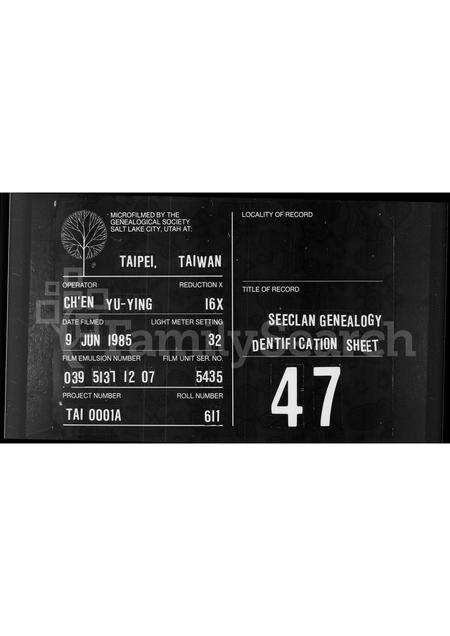 MICROFILMED BY THE
GENEALOGICAL SOCIETY
SALT LAKE CITY, UTAH AT:
TAIPEI, TAIWAN
OPERATOR REDUCTION X
CH'EN YU-YING 16X
DATE FILMED LIGHT METER SETTING
9 JUN 1985 32
FILM EMULSION NUMBER FILM UNIT SER. NO.
039 5137 12 07 5435
PROJECT NUMBER ROLL NUMBER
TAI 0001A 611
LOCALITY OF RECORD
TITLE OF RECORD
SEECLAN GENEALOGY
DENTIFICATION SHEET
47
FamilySearch